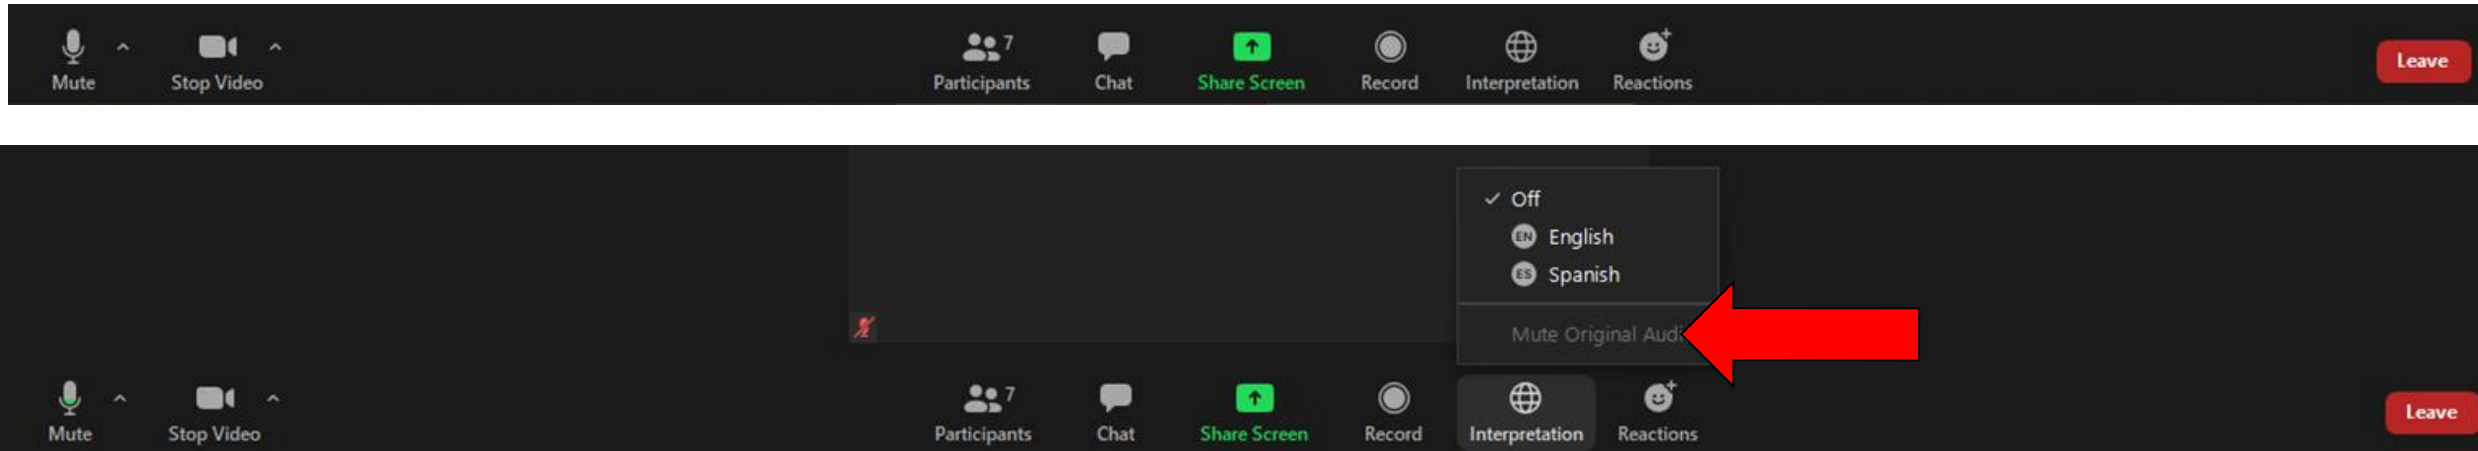 7
Mute Stop Video Participants Chat Share Screen Record Interpretation Reactions Leave
Off
EN English
ES Spanish
Mute Original
7
Mute Stop Video Participants Chat Share Screen Record Interpretation Reactions Leave